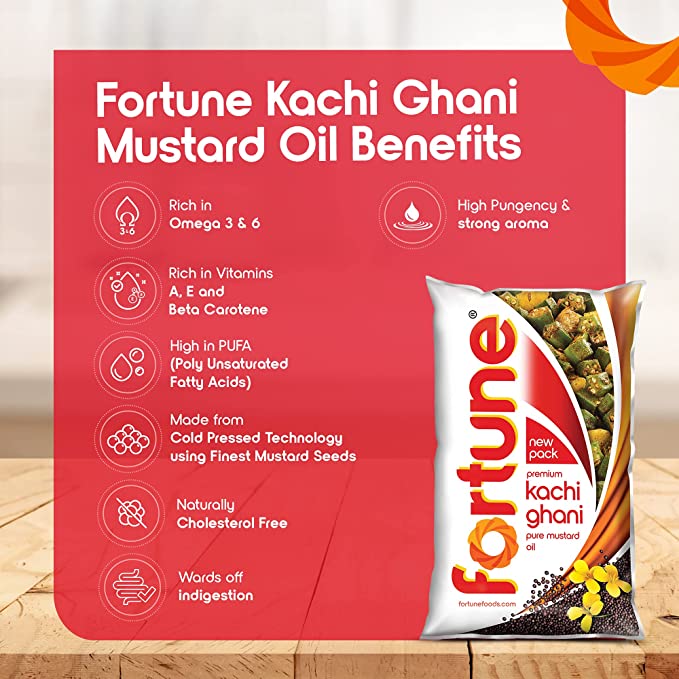 Fortune Kachi Ghani
Mustard Oil Benefits
Rich in
Omega 3 & 6
3&6
High Pungency &
strong aroma
Rich in Vitamins
A, E and
Beta Carotene
High in PUFA
(Poly Unsaturated
Fatty Acids)
Made from
Cold Pressed Technology
using Finest Mustard Seeds
Naturally
Cholesterol Free
Wards off
indigestion
fortune®
new
pack
premium
kachi
ghani
pure mustard
oil
fortunefoods.com